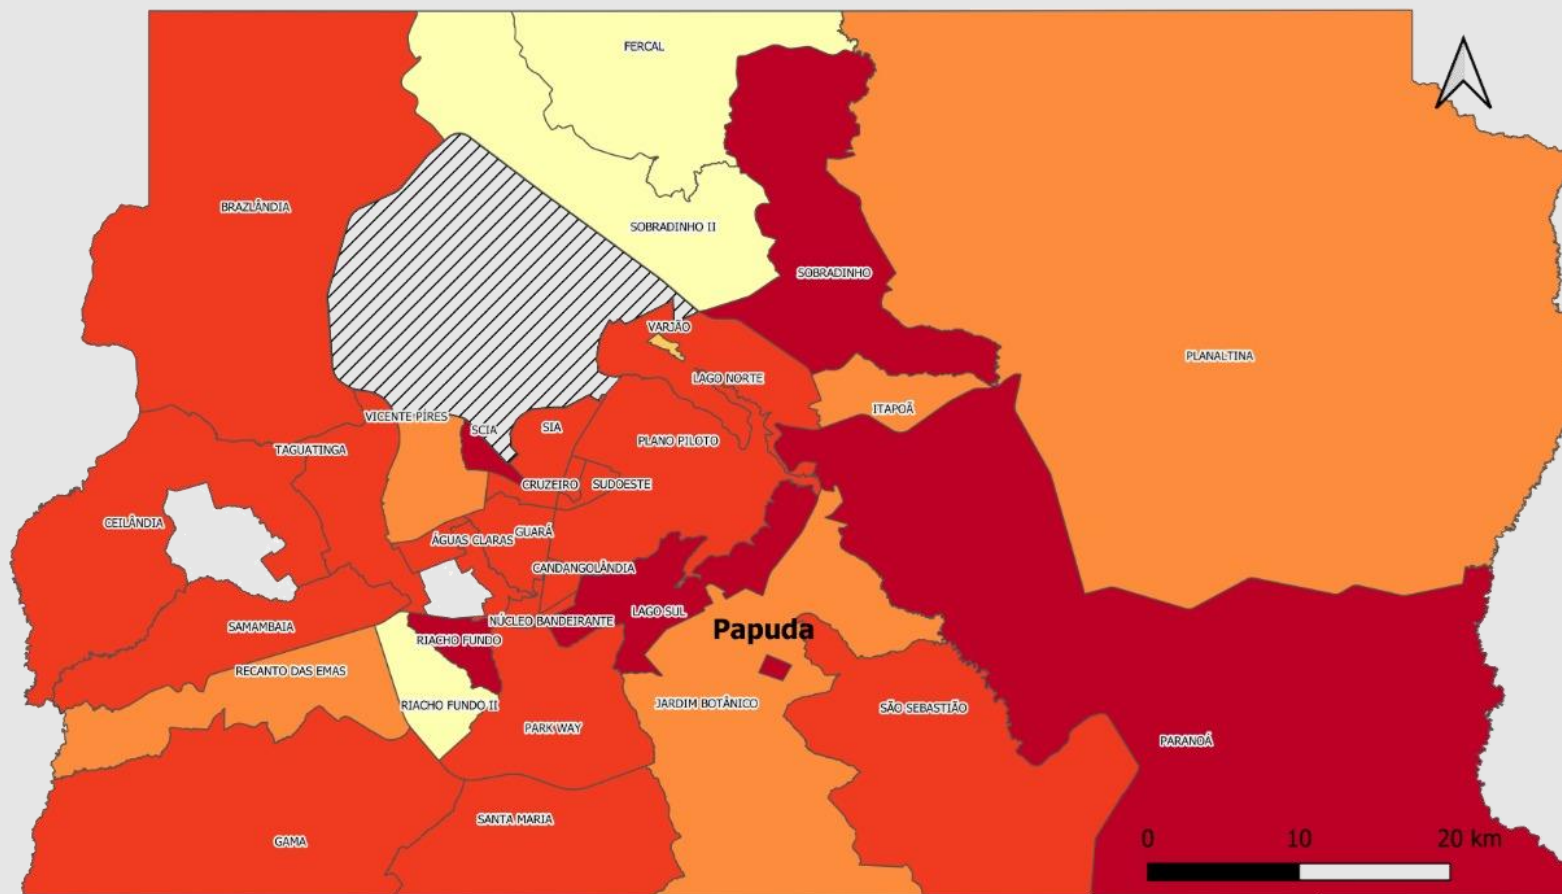 FERCAL
BRAZLÂNDIA
SOBRADINHO II
SOBRADINHO
VARJÃO
PLANALTINA
LAGO NORTE
ITAPOÃ
VICENTE PIRES
SCIA
SIA
TAGUATINGA
PLANO PILOTO
CRUZEIRO
SUDOESTE
CEILÂNDIA
ÁGUAS CLARAS
GUARÁ
CANDANGOLÂNDIA
LAGO SUL
NÚCLEO BANDEIRANTE
SAMAMBAIA
Papuda
RIACHO FUNDO
RECANTO DAS EMAS
RIACHO FUNDO II
JARDIM BOTÂNICO
SÃO SEBASTIÃO
PARK WAY
PARANOÁ
SANTA MARIA
GAMA
0 10 20 km